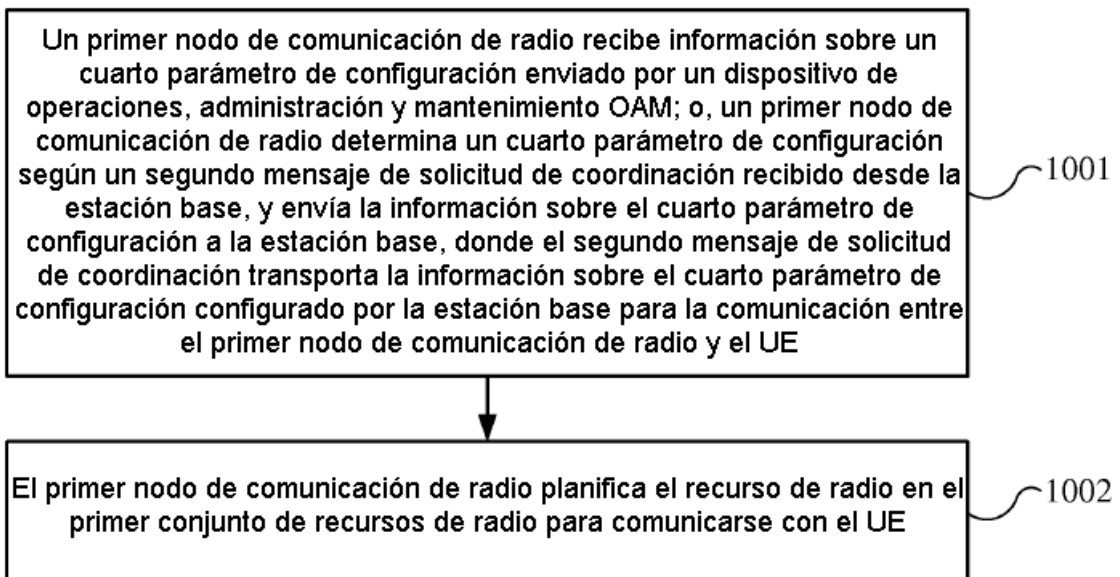 Un primer nodo de comunicación de radio recibe información sobre un
cuarto parámetro de configuración enviado por un dispositivo de
operaciones, administración y mantenimiento OAM; o, un primer nodo de
comunicación de radio determina un cuarto parámetro de configuración
según un segundo mensaje de solicitud de coordinación recibido desde la
estación base, y envía la información sobre el cuarto parámetro de
configuración a la estación base, donde el segundo mensaje de solicitud
de coordinación transporta la información sobre el cuarto parámetro de
configuración configurado por la estación base para la comunicación entre
el primer nodo de comunicación de radio y el UE
1001
El primer nodo de comunicación de radio planifica el recurso de radio en el
primer conjunto de recursos de radio para comunicarse con el UE
1002